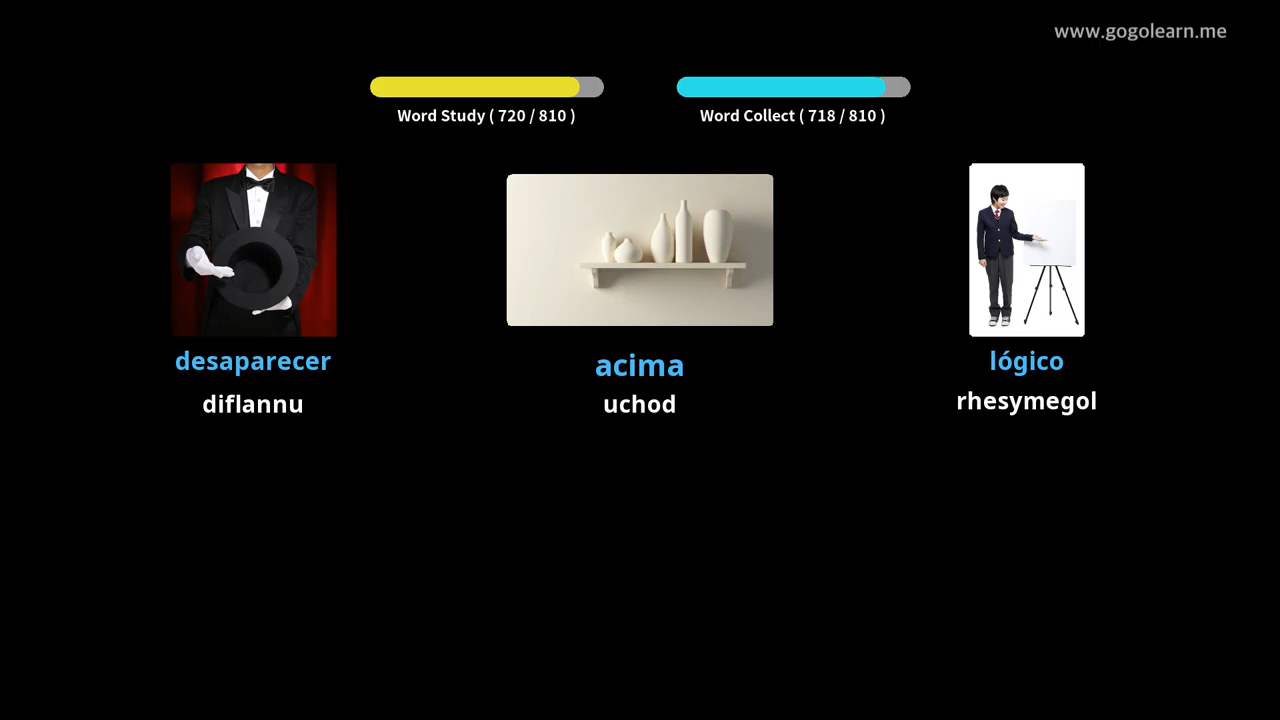 www.gogolearn.me
Word Study ( 720 / 810 )
Word Collect ( 718 / 810 )
desaparecer
diflannu
acima
uchod
lógico
rhesymegol